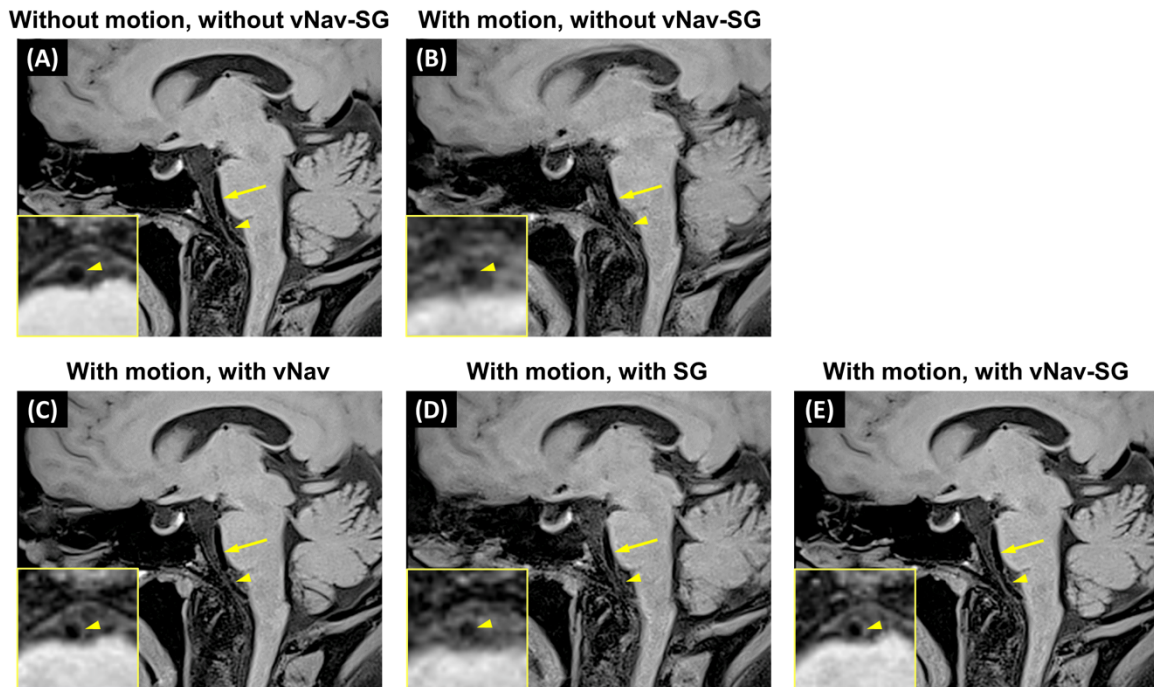 Without motion, without vNav-SG
With motion, without vNav-SG
(A)
(B)
With motion, with vNav
With motion, with SG
With motion, with vNav-SG
(C)
(D)
(E)